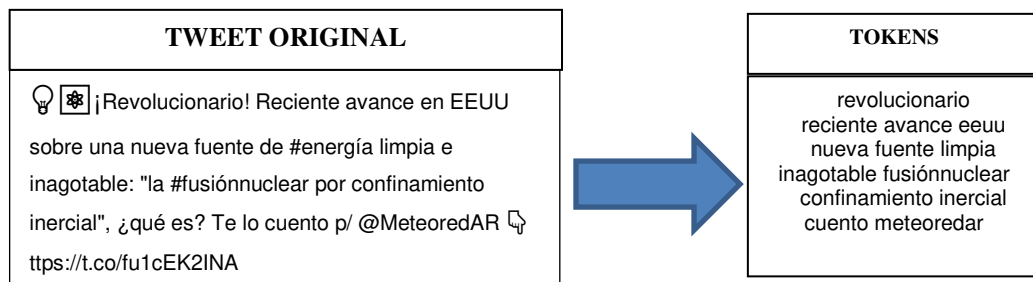 TWEET ORIGINAL
💡⚛¡Revolucionario! Reciente avance en EEUU
sobre una nueva fuente de #energía limpia e
inagotable: "la #fusiónnuclear por confinamiento
inercial", ¿qué es? Te lo cuento p/ @MeteoredAR 👇
ttps://t.co/fu1cEK2INA
TOKENS
revolucionario
reciente avance eeuu
nueva fuente limpia
inagotable fusiónnuclear
confinamiento inercial
cuento meteoredar